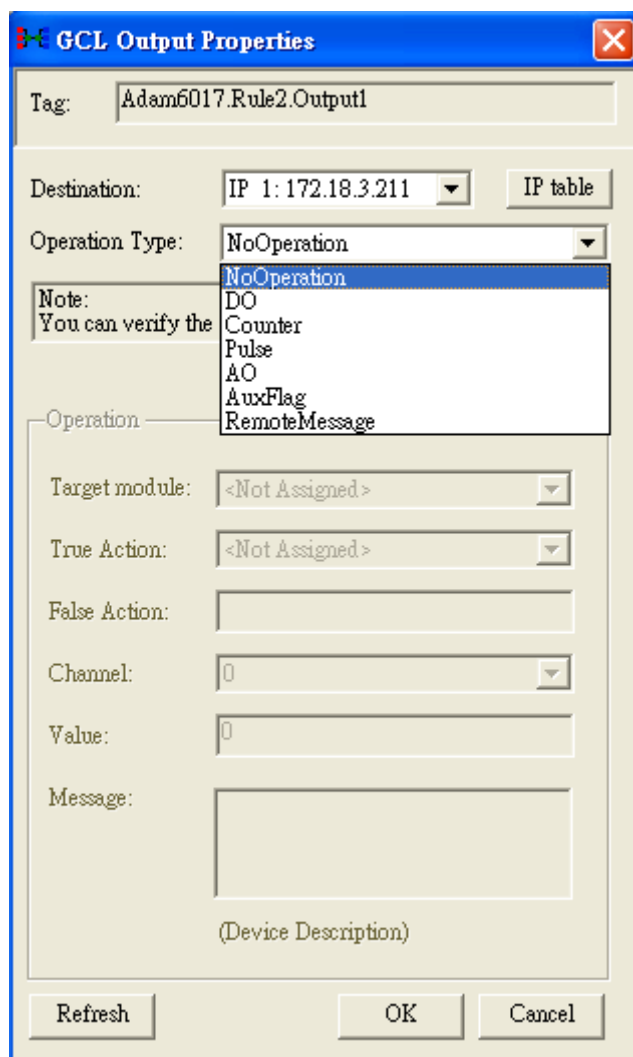 GCL Output Properties
Tag: Adam6017.Rule2.Output1
Destination: IP 1: 172.18.3.211 IP table
Operation Type: NoOperation
NoOperation
DO
Counter
Pulse
AO
AuxFlag
RemoteMessage
Note:
You can verify the
Operation
Target module: <Not Assigned>
True Action: <Not Assigned>
False Action:
Channel: 0
Value: 0
Message:
(Device Description)
Refresh OK Cancel